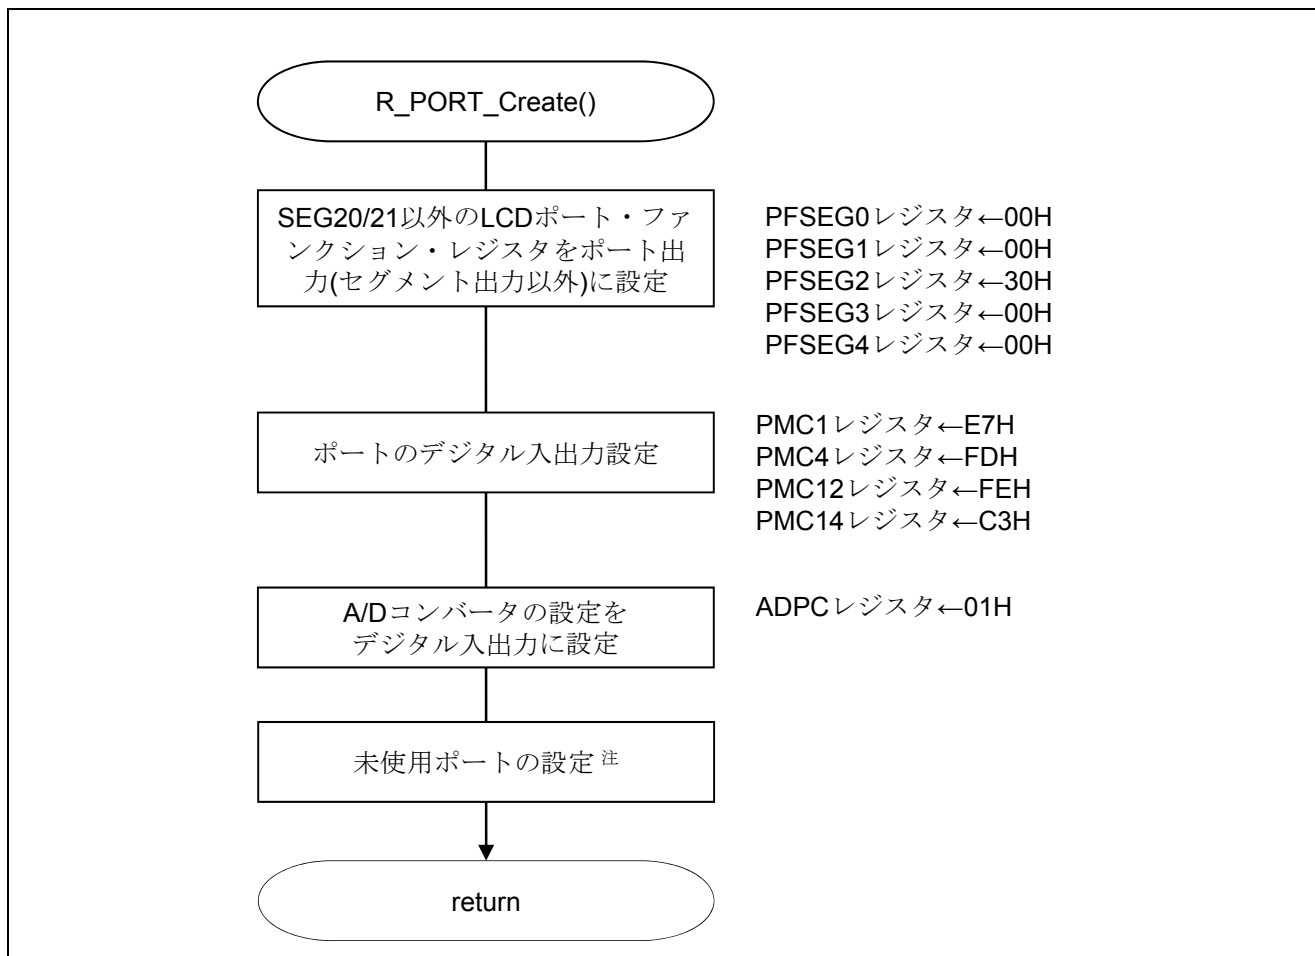 R_PORT_Create()
SEG20/21以外のLCDポート・ファ
ンクション・レジスタをポート出
力(セグメント出力以外)に設定
PFSEG0レジスタ←00H
PFSEG1レジスタ←00H
PFSEG2レジスタ←30H
PFSEG3レジスタ←00H
PFSEG4レジスタ←00H
ポートのデジタル入出力設定
PMC1レジスタ←E7H
PMC4レジスタ←FDH
PMC12レジスタ←FEH
PMC14レジスタ←C3H
A/Dコンバータの設定を
デジタル入出力に設定
ADPCレジスタ←01H
未使用ポートの設定 注
return